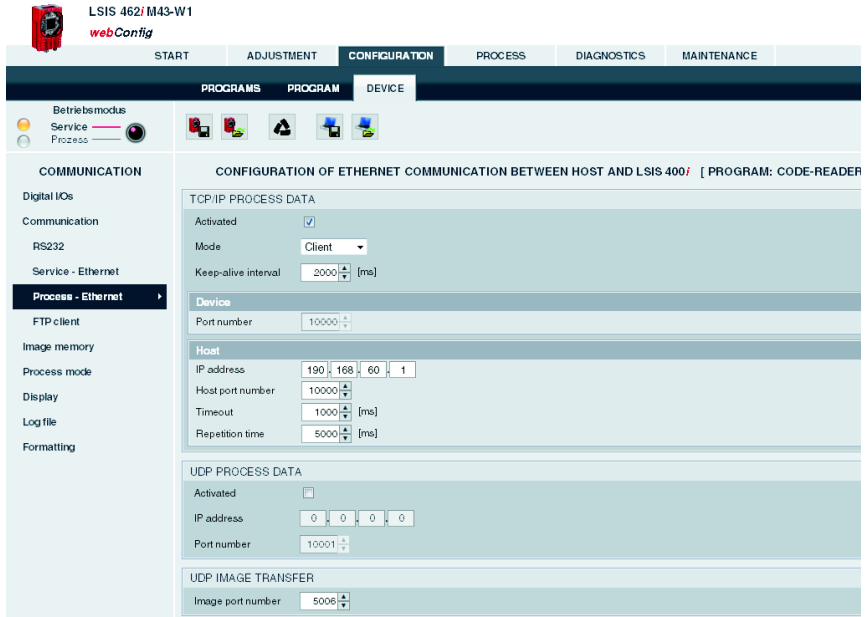 LSIS 462i M43-W1
webConfig
START ADJUSTMENT CONFIGURATION PROCESS DIAGNOSTICS MAINTENANCE
PROGRAMS PROGRAM DEVICE
Betriebsmodus
Service
Prozess
COMMUNICATION
Digital I/Os
Communication
RS232
Service - Ethernet
Process - Ethernet
FTP client
Image memory
Process mode
Display
Log file
Formatting
CONFIGURATION OF ETHERNET COMMUNICATION BETWEEN HOST AND LSIS 400i [ PROGRAM: CODE-READER
TCP/IP PROCESS DATA
Activated
Mode Client
Keep-alive interval 2000 [ms]
Device
Port number 10000
Host
IP address 190 . 168 . 60 . 1
Host port number 10000
Timeout 1000 [ms]
Repetition time 5000 [ms]
UDP PROCESS DATA
Activated
IP address 0 . 0 . 0 . 0
Port number 10001
UDP IMAGE TRANSFER
Image port number 5006